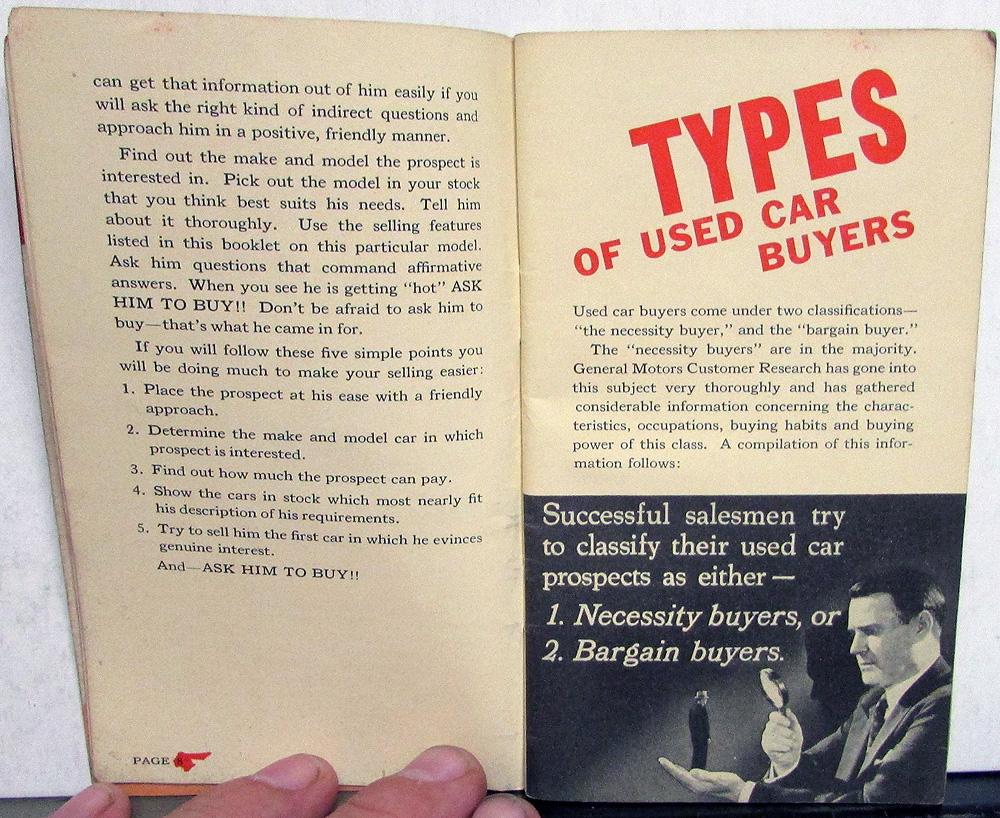 can get that information out of him easily if you
will ask the right kind of indirect questions and
approach him in a positive, friendly manner.
Find out the make and model the prospect is
interested in. Pick out the model in your stock
that you think best suits his needs. Tell him
about it thoroughly. Use the selling features
listed in this booklet on this particular model.
Ask him questions that command affirmative
answers. When you see he is getting "hot" ASK
HIM TO BUY!! Don't be afraid to ask him to
buy—that's what he came in for.
If you will follow these five simple points you
will be doing much to make your selling easier:
1. Place the prospect at his ease with a friendly
approach.
2. Determine the make and model car in which
prospect is interested.
3. Find out how much the prospect can pay.
4. Show the cars in stock which most nearly fit
his description of his requirements.
5. Try to sell him the first car in which he evinces
genuine interest.
And—ASK HIM TO BUY!!
PAGE 8
TYPES
OF USED CAR
BUYERS
Used car buyers come under two classifications—
"the necessity buyer," and the "bargain buyer."
The "necessity buyers" are in the majority.
General Motors Customer Research has gone into
this subject very thoroughly and has gathered
considerable information concerning the charac-
teristics, occupations, buying habits and buying
power of this class. A compilation of this infor-
mation follows:
Successful salesmen try
to classify their used car
prospects as either—
1. Necessity buyers, or
2. Bargain buyers.